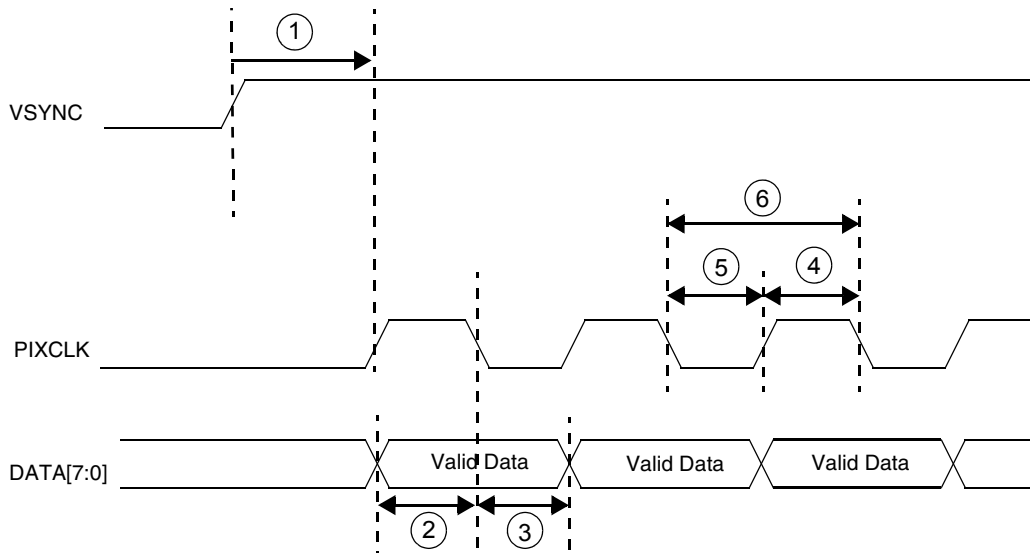 1
VSYNC
6
5
4
PIXCLK
DATA[7:0]
Valid Data
Valid Data
Valid Data
2
3